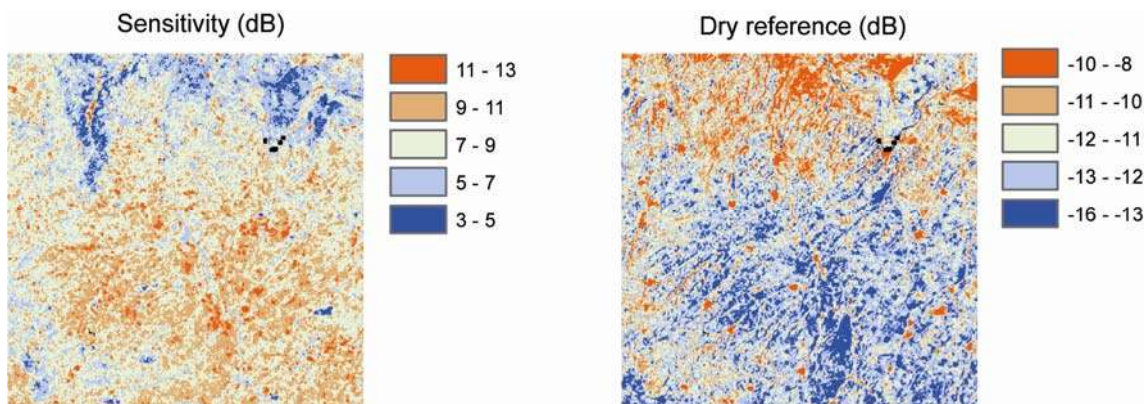 Sensitivity (dB)
11 - 13
9 - 11
7 - 9
5 - 7
3 - 5
Dry reference (dB)
-10 - -8
-11 - -10
-12 - -11
-13 - -12
-16 - -13